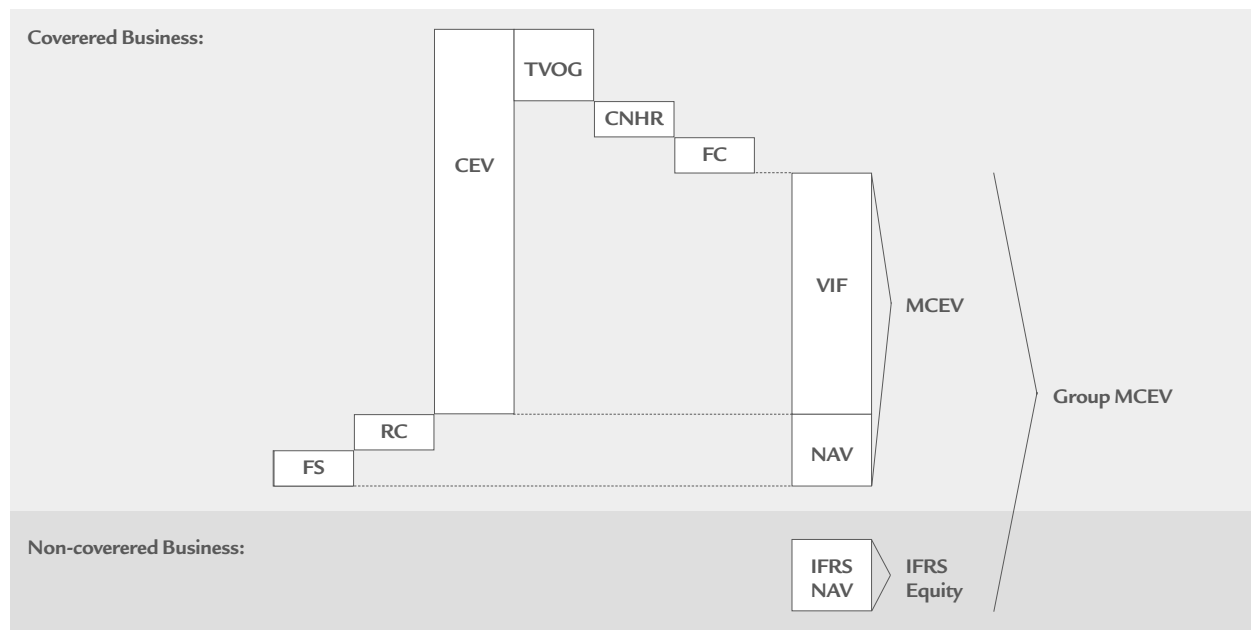 Coverered Business:
TVOG
CNHR
FC
CEV
VIF
MCEV
Group MCEV
RC
NAV
FS
Non-coverered Business:
IFRS
NAV
IFRS
Equity